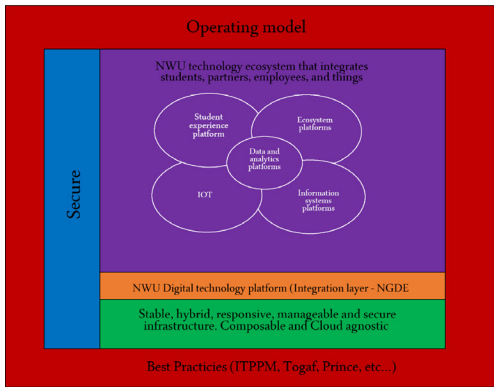 Operating model
NWU technology ecosystem that integrates
students, partners, employees, and things
Student
experience
platform
Ecosystem
platforms
Data and
analytics
platforms
IOT
Information
systems
platforms
Secure
NWU Digital technology platform (Integration layer - NGDE
Stable, hybrid, responsive, manageable and secure
infrastructure. Composable and Cloud agnostic
Best Practicies (ITPPM, Togaf, Prince, etc...)